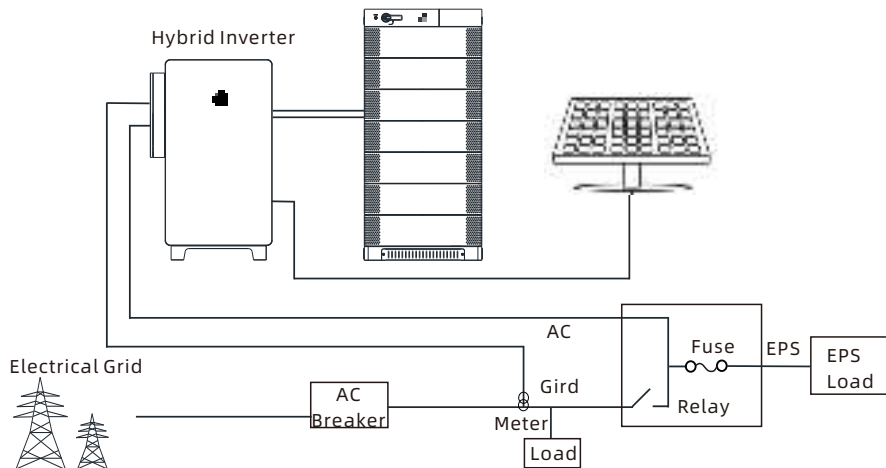 Hybrid Inverter
AC
Fuse
EPS
EPS
Load
Electrical Grid
AC
Breaker
Gird
Relay
Meter
Load